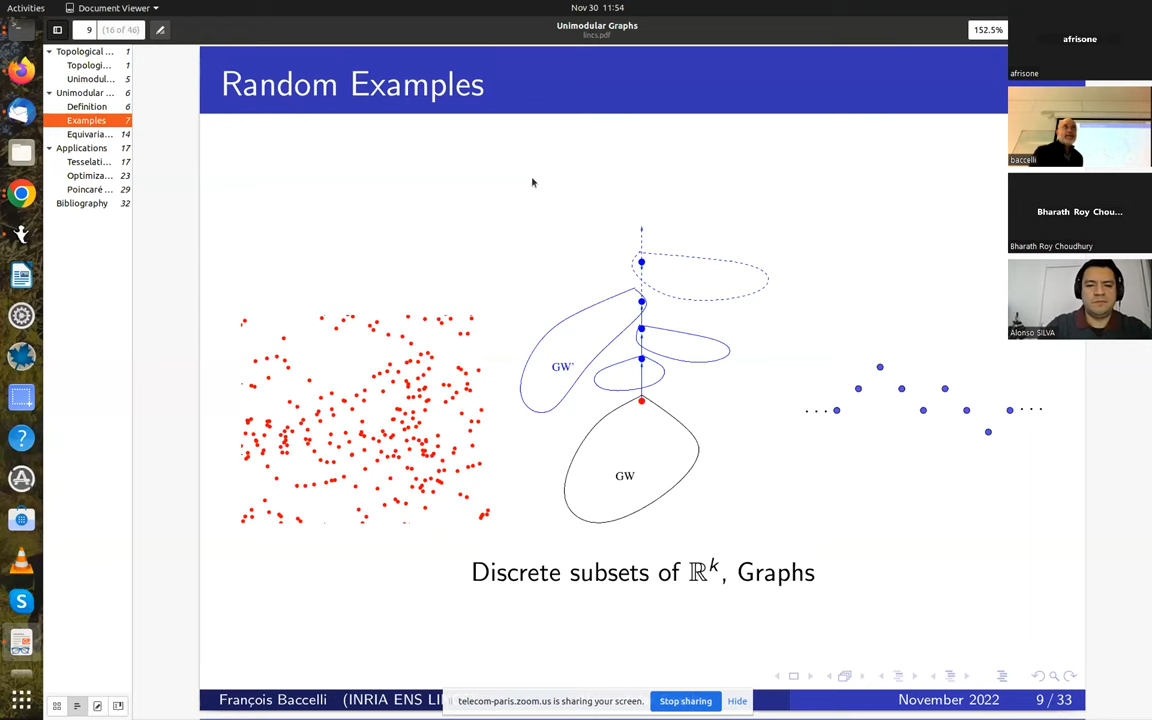 Activities
Document Viewer
Nov 30 11:54
9
(16 of 46)
Unimodular Graphs
lincs.pdf
152.5%
Topological ... 1
Topologi... 1
Unimodul... 5
Unimodular ... 6
Definition 6
Examples 7
Equivaria... 14
Applications 17
Tesselati... 17
Optimiza... 23
Poincaré ... 29
Bibliography 32
Random Examples
GW'
GW
. . .
. . .
Discrete subsets of ℝᵏ, Graphs
François Baccelli (INRIA ENS LI
telecom-paris.zoom.us is sharing your screen.
Stop sharing
Hide
November 2022
9 / 33
afrisone
afrisone
baccelli
Bharath Roy Chou...
Bharath Roy Choudhury
Alonso SILVA